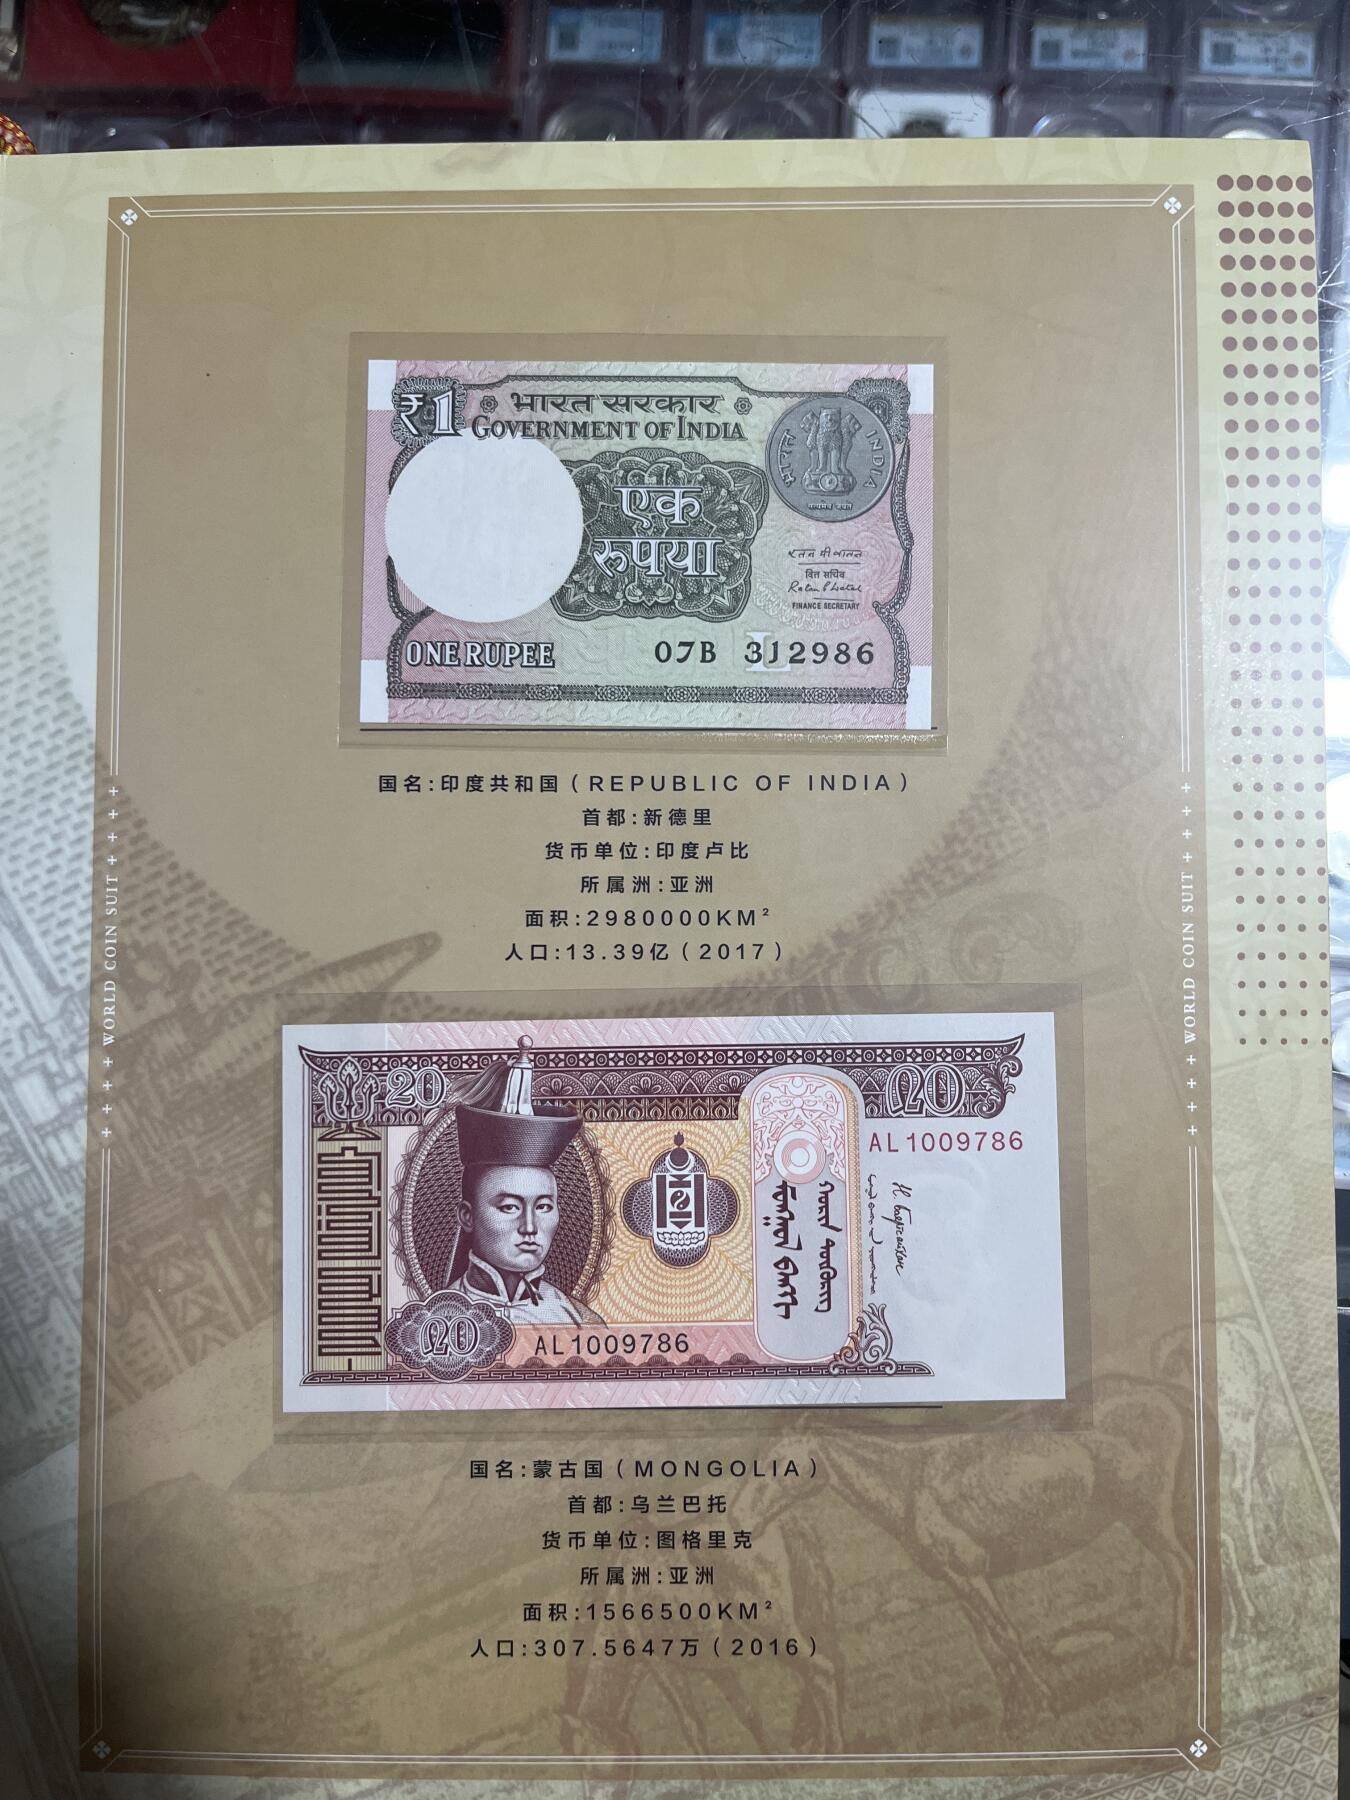 ₹1
भारत सरकार
GOVERNMENT OF INDIA
भारत
INDIA
सत्यमेव जयते
एक
रुपया
वित्त सचिव
FINANCE SECRETARY
ONE RUPEE
07B 312986
L
国名:印度共和国(REPUBLIC OF INDIA)
首都:新德里
货币单位:印度卢比
所属洲:亚洲
面积:2980000KM²
人口:13.39亿(2017)
20
20
AL1009786
20
AL1009786
国名:蒙古国(MONGOLIA)
首都:乌兰巴托
货币单位:图格里克
所属洲:亚洲
面积:1566500KM²
人口:307.5647万(2016)
+ + + + + WORLD COIN SUIT + + + + +
+ + + + + WORLD COIN SUIT + + + + +